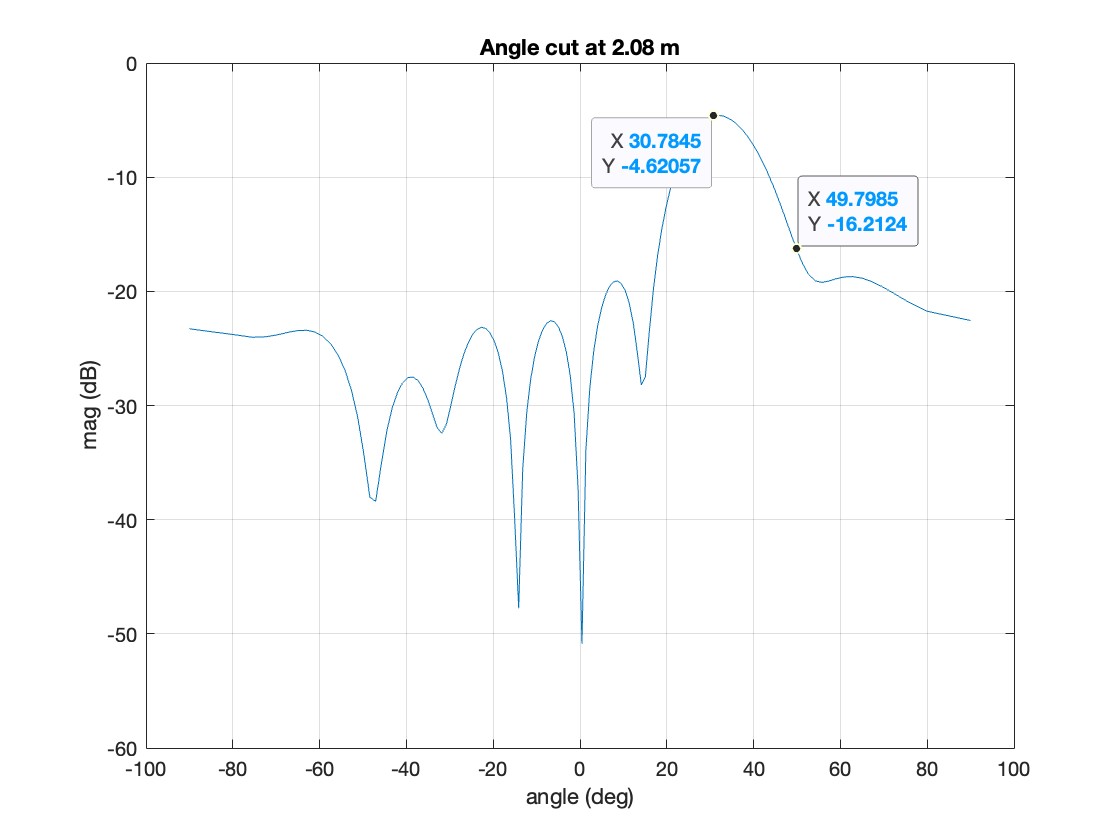 Angle cut at 2.08 m
0
-10
-20
-30
-40
-50
-60
mag (dB)
X 30.7845
Y -4.62057
X 49.7985
Y -16.2124
-100 -80 -60 -40 -20 0 20 40 60 80 100
angle (deg)